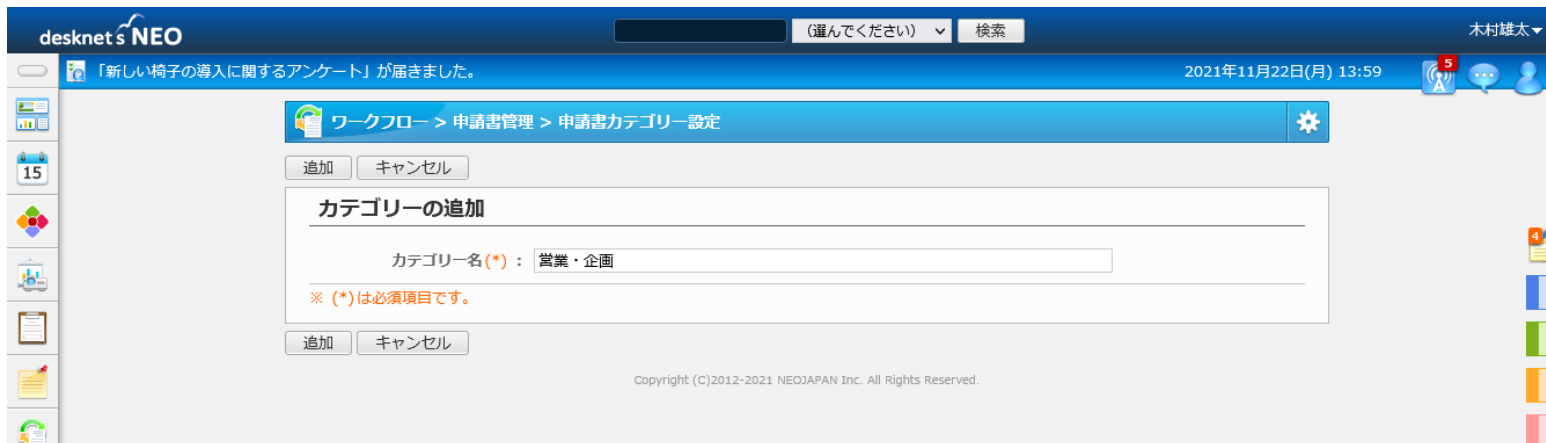 desknet's NEO
(選んでください)
検索
木村雄太
「新しい椅子の導入に関するアンケート」が届きました。
2021年11月22日(月) 13:59
5
ワークフロー > 申請書管理 > 申請書カテゴリー設定
15
追加
キャンセル
カテゴリーの追加
カテゴリー名(*) : 営業・企画
4
※ (*)は必須項目です。
追加
キャンセル
Copyright (C)2012-2021 NEOJAPAN Inc. All Rights Reserved.